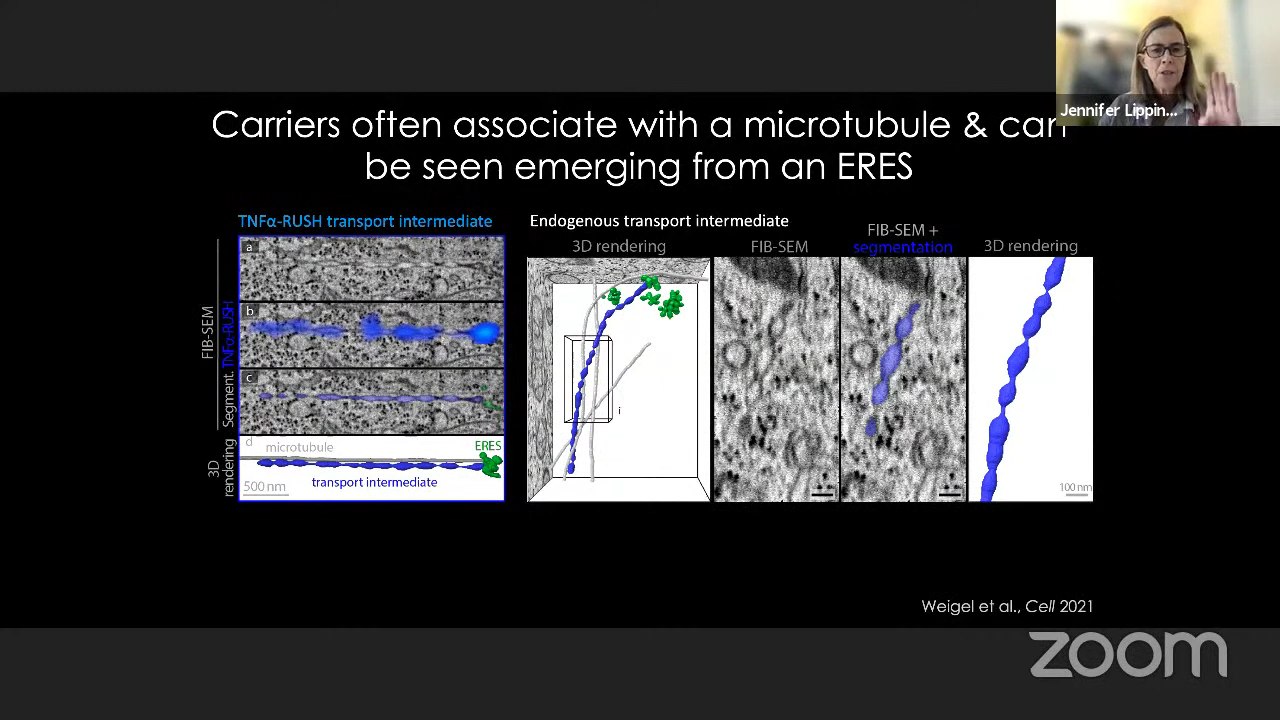 Jennifer Lippin...
Carriers often associate with a microtubule & can
be seen emerging from an ERES
TNFα-RUSH transport intermediate
FIB-SEM
Segment.
3D
rendering
TNFα-RUSH
a
b
c
d
microtubule
ERES
500 nm
transport intermediate
Endogenous transport intermediate
3D rendering
FIB-SEM
FIB-SEM +
segmentation
3D rendering
i
100 nm
Weigel et al., Cell 2021
zoom